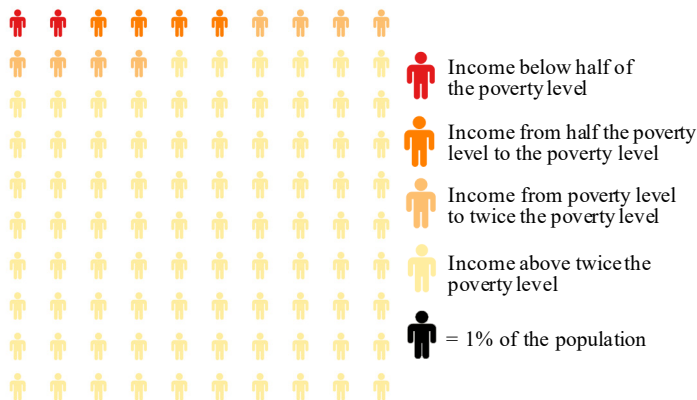 Income below half of
the poverty level
Income from half the poverty
level to the poverty level
Income from poverty level
to twice the poverty level
Income above twice the
poverty level
= 1% of the population